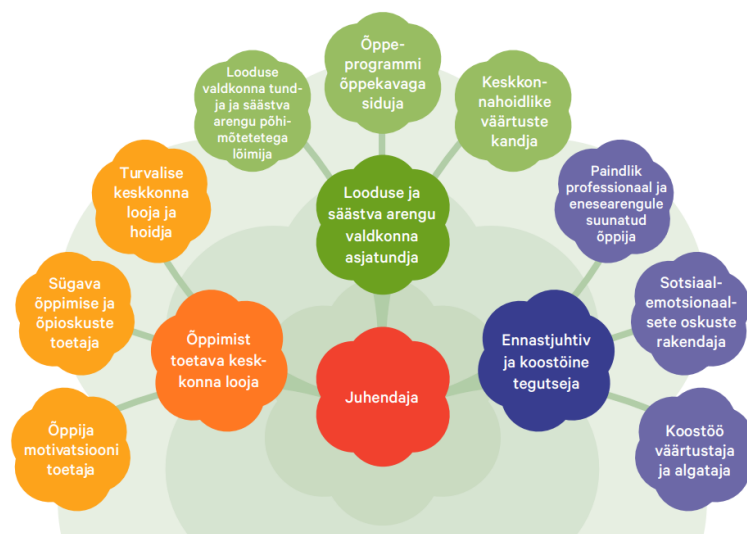 Õppe-
programmi
õppekavaga
siduja
Looduse
valdkonna tund-
ja ja säästva
arengu põhi-
mõtetetega
lõimija
Keskkon-
nahoidlike
väärtuste
kandja
Turvalise
keskkonna
looja ja
hoidja
Looduse ja
säästva arengu
valdkonna
asjatundja
Paindlik
professionaal ja
enesearengule
suunatud
õppija
Sügava
õppimise ja
õpioskuste
toetaja
Õppimist
toetava kesk-
konna looja
Juhendaja
Ennastjuhtiv
ja koostöine
tegutseja
Sotsiaal-
emotsionaal-
sete oskuste
rakendaja
Õppija
motivatsiooni
toetaja
Koostöö
väärtustaja
ja algataja